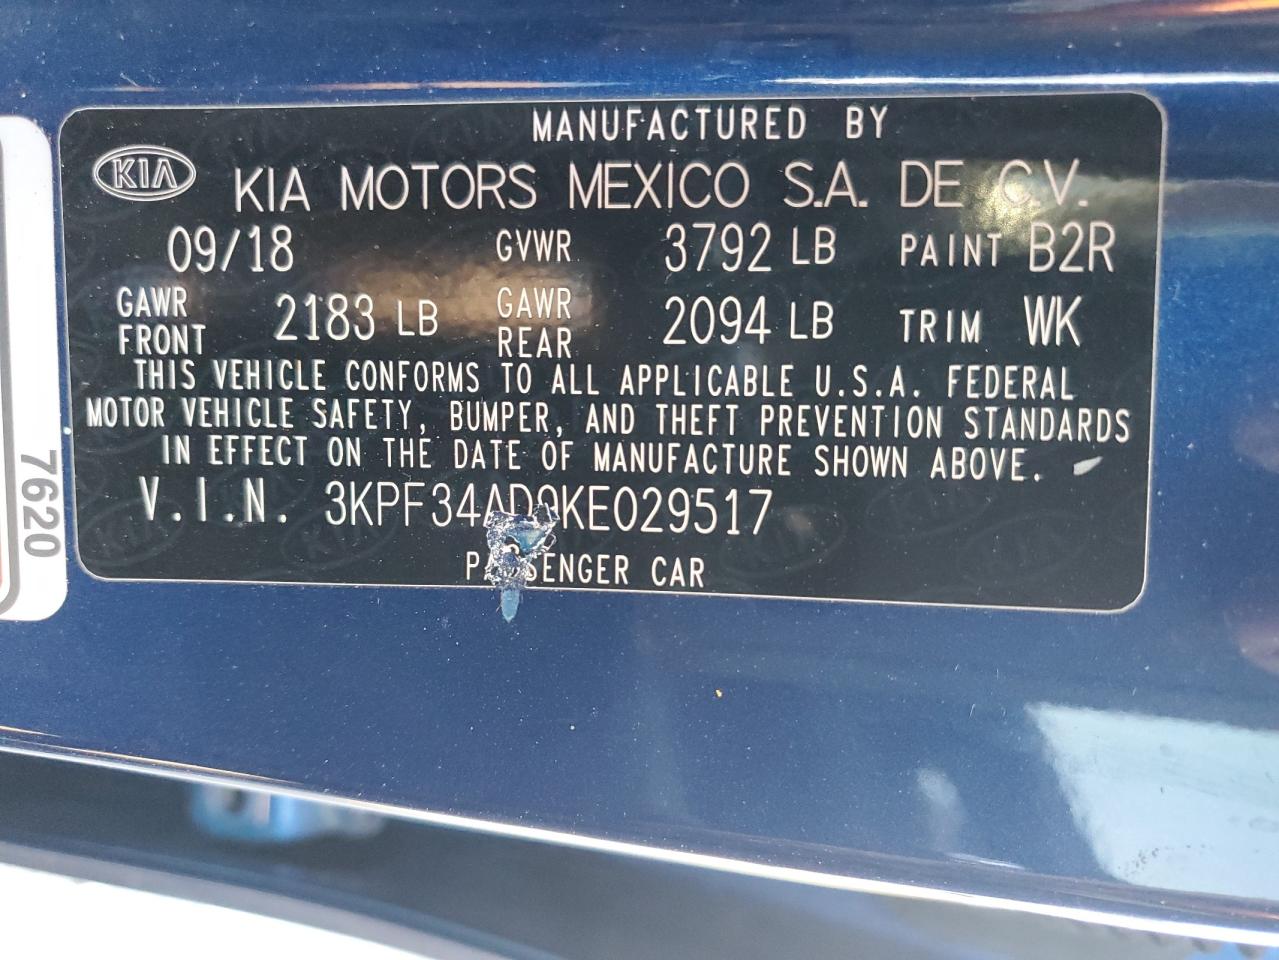 MANUFACTURED BY
KIA KIA MOTORS MEXICO S.A. DE C.V.
09/18 GVWR 3792 LB PAINT B2R
GAWR FRONT 2183 LB GAWR REAR 2094 LB TRIM WK
THIS VEHICLE CONFORMS TO ALL APPLICABLE U.S.A. FEDERAL
MOTOR VEHICLE SAFETY, BUMPER, AND THEFT PREVENTION STANDARDS
IN EFFECT ON THE DATE OF MANUFACTURE SHOWN ABOVE.
V.I.N. 3KPF34AD9KE029517
PASSENGER CAR
7620